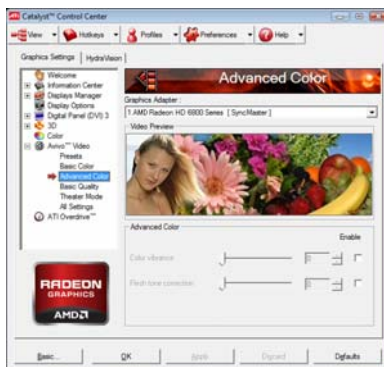 Catalyst™ Control Center
View
Hotkeys
Profiles
Preferences
Help
Graphics Settings
HydraVision
Welcome
Information Center
Displays Manager
Display Options
Digital Panel (DVI) 3
3D
Color
Avivo™ Video
Presets
Basic Color
Advanced Color
Basic Quality
Theater Mode
All Settings
ATI Overdrive™
RADEON
GRAPHICS
AMD
Advanced Color
Graphics Adapter :
1.AMD Radeon HD 6800 Series [ SyncMaster ]
Video Preview
Advanced Color
Enable
Color vibrance
0
Flesh tone correction
0
Basic...
OK
Apply
Discard
Defaults